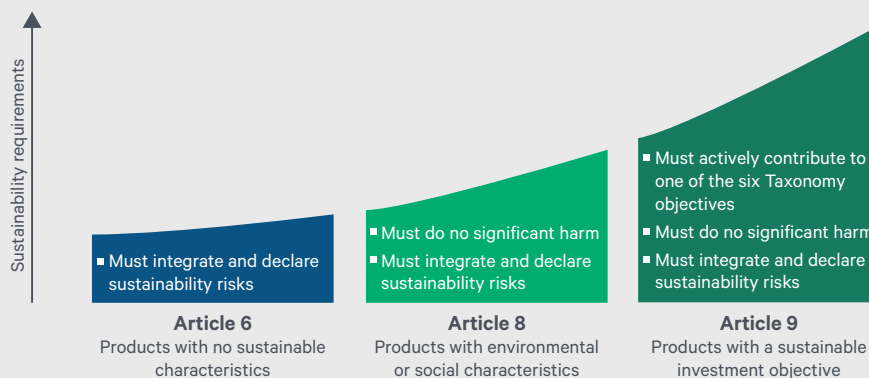 Sustainability requirements
Must integrate and declare
sustainability risks
Article 6
Products with no sustainable
characteristics
Must do no significant harm
Must integrate and declare
sustainability risks
Article 8
Products with environmental
or social characteristics
Must actively contribute to
one of the six Taxonomy
objectives
Must do no significant harm
Must integrate and declare
sustainability risks
Article 9
Products with a sustainable
investment objective